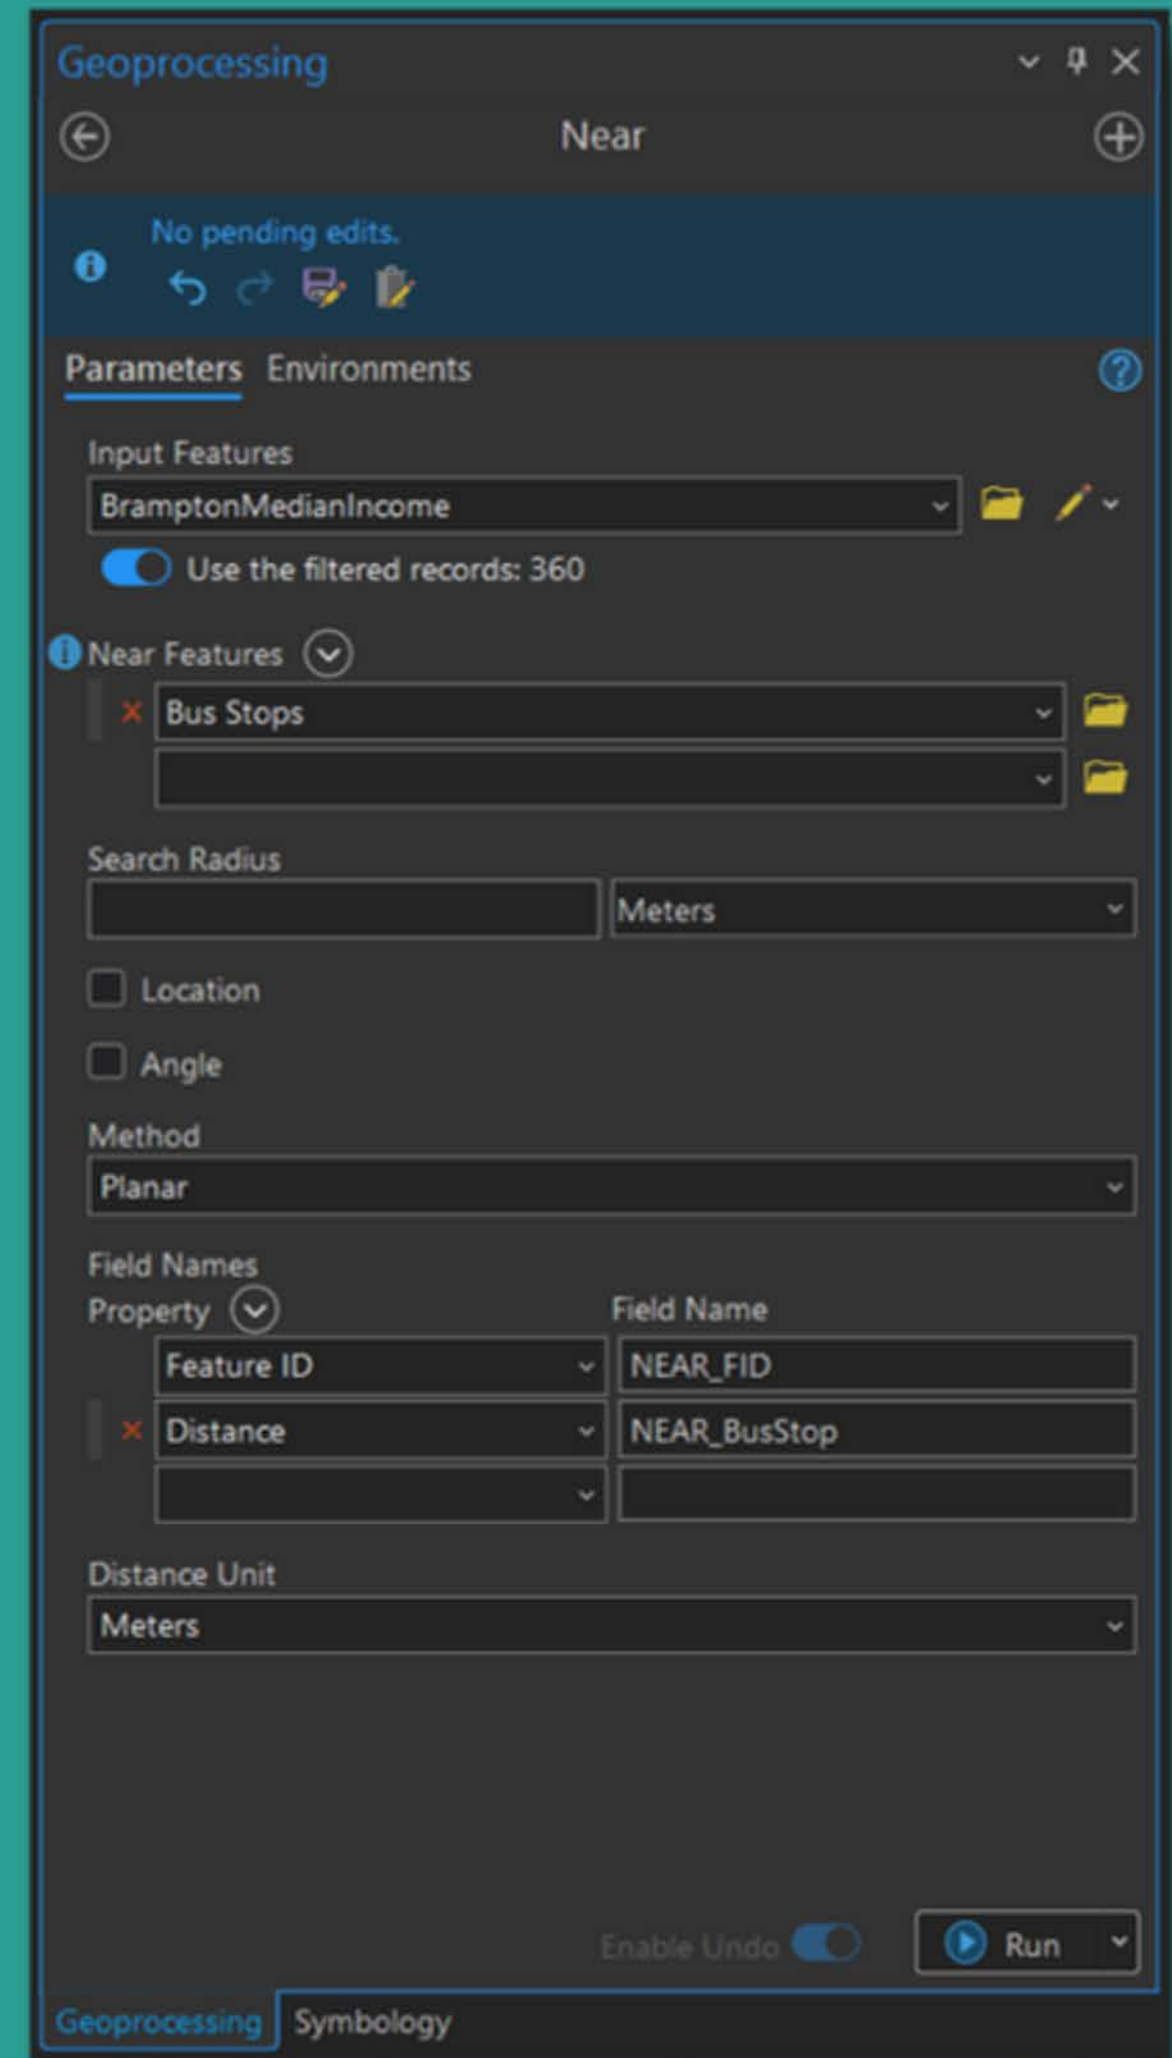 Geoprocessing
Near
No pending edits.
Parameters Environments
Input Features
BramptonMedianIncome
Use the filtered records: 360
Near Features
Bus Stops
Search Radius
Meters
Location
Angle
Method
Planar
Field Names
Property Field Name
Feature ID NEAR_FID
Distance NEAR_BusStop
Distance Unit
Meters
Enable Undo Run
Geoprocessing Symbology